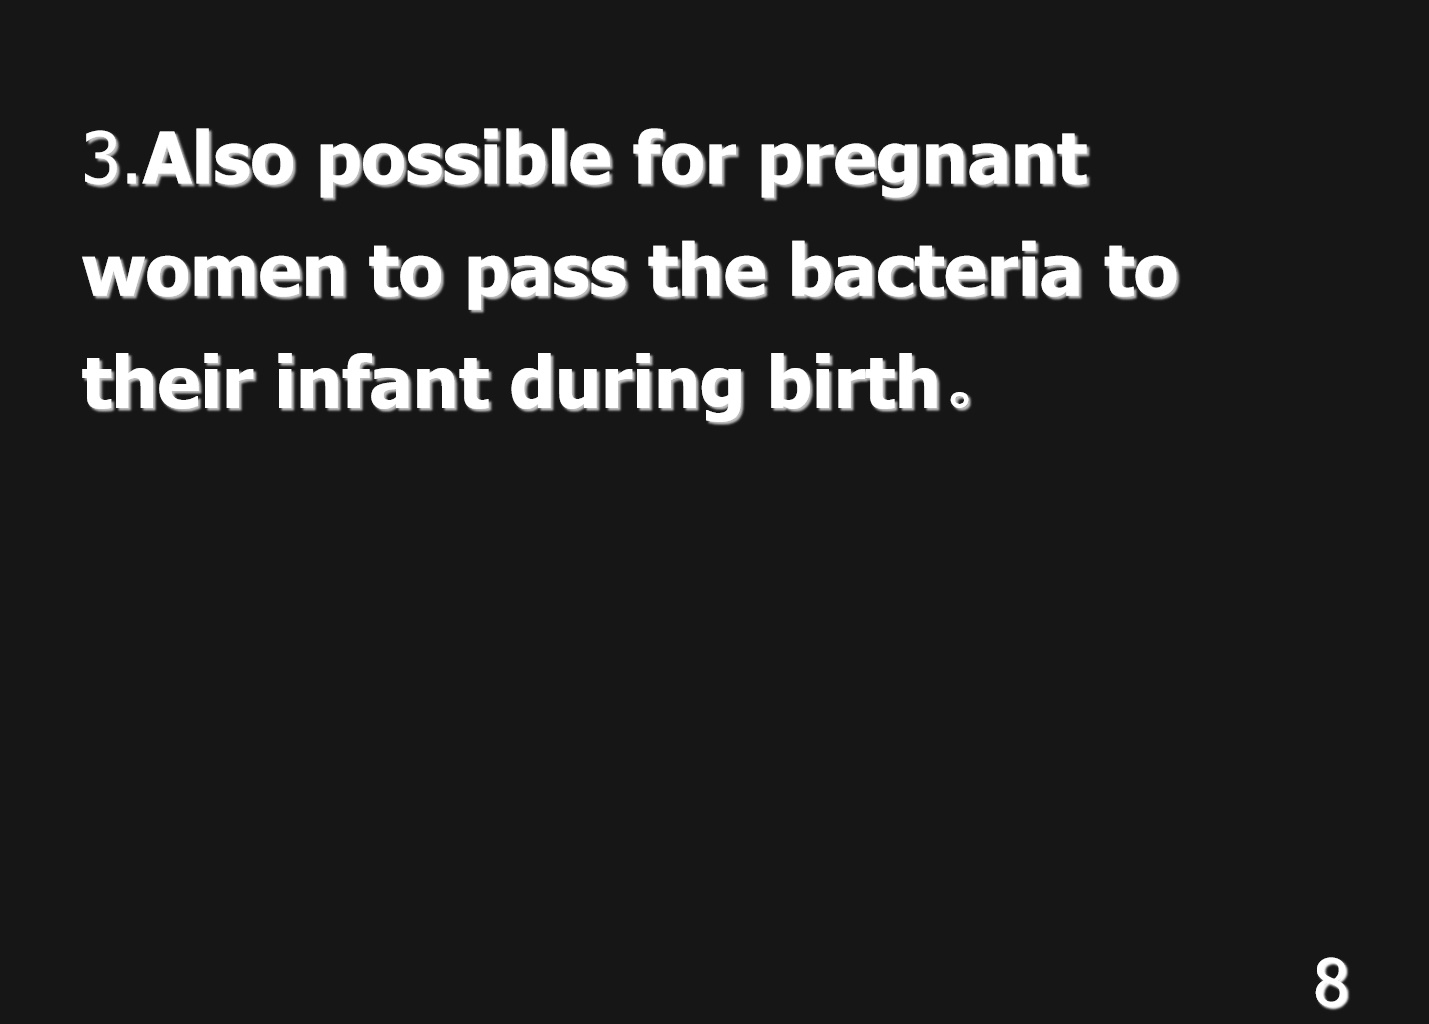 3.Also possible for pregnant
women to pass the bacteria to
their infant during birth。
8